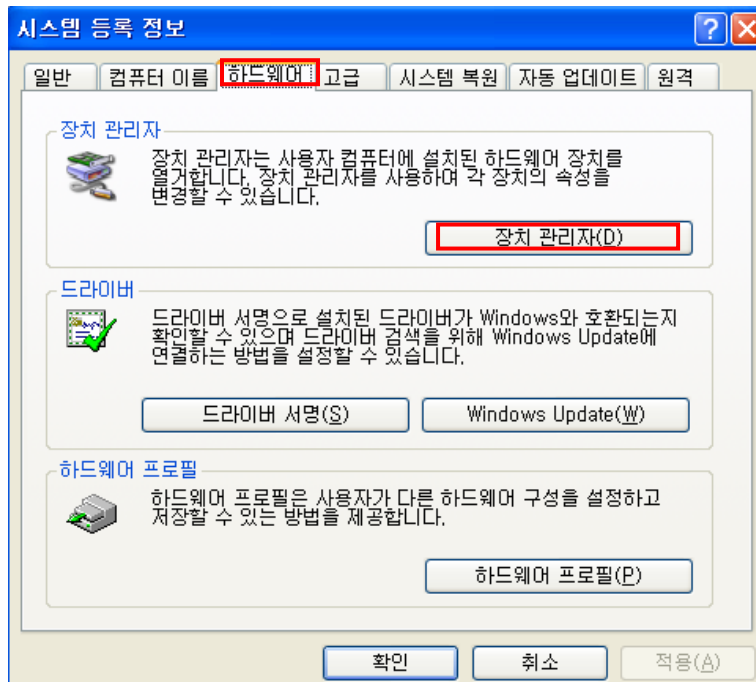 시스템 등록 정보
일반 컴퓨터 이름 하드웨어 고급 시스템 복원 자동 업데이트 원격
장치 관리자
장치 관리자는 사용자 컴퓨터에 설치된 하드웨어 장치를
열거합니다. 장치 관리자를 사용하여 각 장치의 속성을
변경할 수 있습니다.
장치 관리자(D)
드라이버
드라이버 서명으로 설치된 드라이버가 Windows와 호환되는지
확인할 수 있으며 드라이버 검색을 위해 Windows Update에
연결하는 방법을 설정할 수 있습니다.
드라이버 서명(S) Windows Update(W)
하드웨어 프로필
하드웨어 프로필은 사용자가 다른 하드웨어 구성을 설정하고
저장할 수 있는 방법을 제공합니다.
하드웨어 프로필(P)
확인 취소 적용(A)